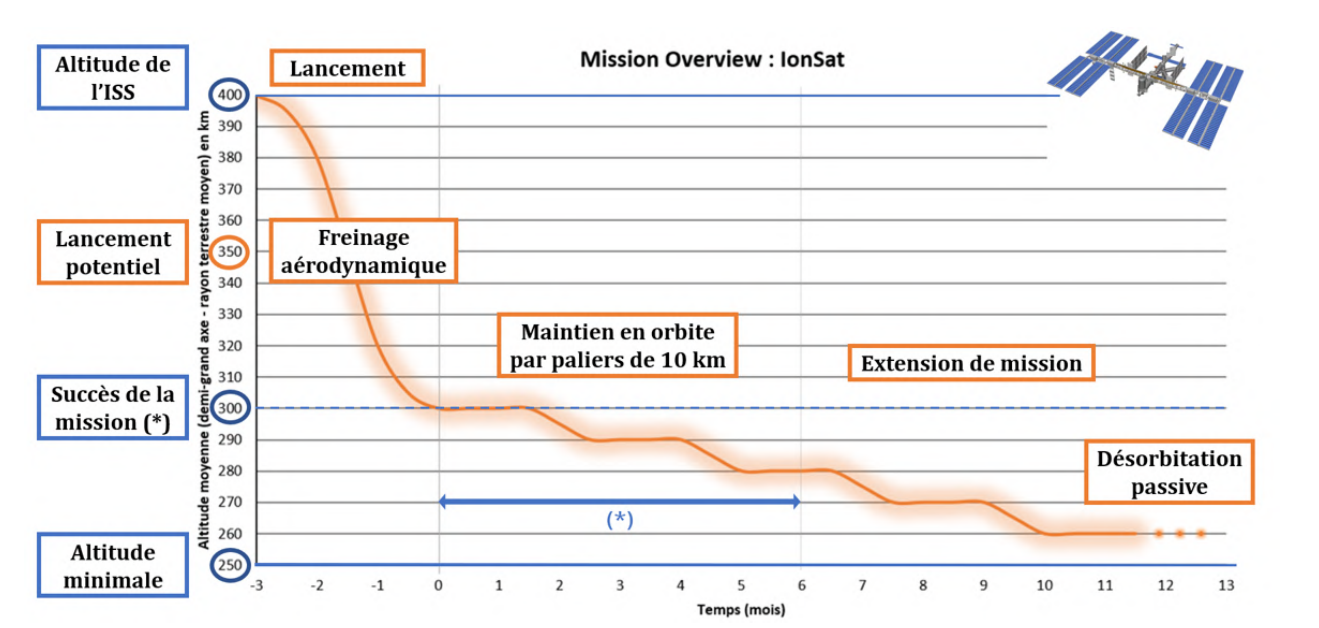 Mission Overview : IonSat
Altitude de
l'ISS
Lancement
Lancement
potentiel
Freinage
aérodynamique
Maintien en orbite
par paliers de 10 km
Extension de mission
Succès de la
mission (*)
Désorbitation
passive
Altitude
minimale
(*)
Altitude moyenne (demi-grand axe - rayon terrestre moyen) en km
400
390
380
370
360
350
340
330
320
310
300
290
280
270
260
250
-3 -2 -1 0 1 2 3 4 5 6 7 8 9 10 11 12 13
Temps (mois)